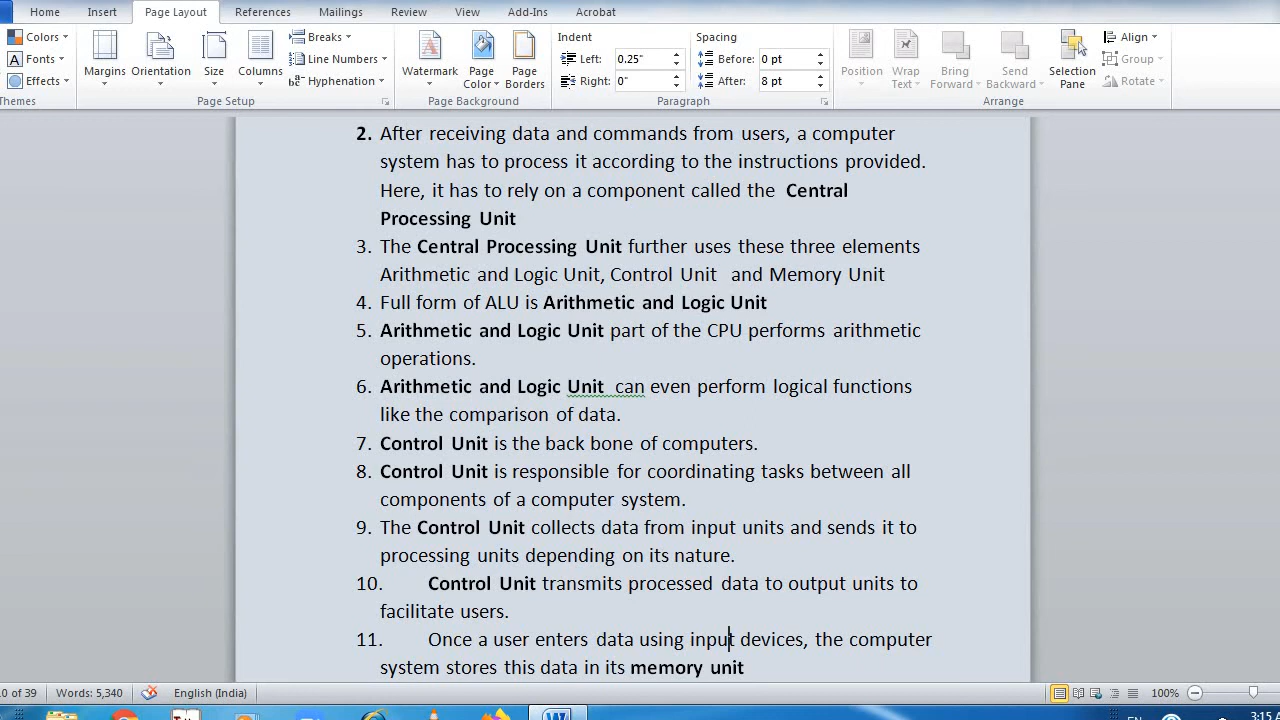 Home Insert Page Layout References Mailings Review View Add-Ins Acrobat
Colors Fonts Effects Themes
Margins Orientation Size Columns Breaks Line Numbers Hyphenation Page Setup
Watermark Page Color Page Borders Page Background
Indent Left: 0.25" Right: 0" Spacing Before: 0 pt After: 8 pt Paragraph
Position Wrap Text Bring Forward Send Backward Selection Pane Align Group Rotate Arrange
2. After receiving data and commands from users, a computer
system has to process it according to the instructions provided.
Here, it has to rely on a component called the Central
Processing Unit
3. The Central Processing Unit further uses these three elements
Arithmetic and Logic Unit, Control Unit and Memory Unit
4. Full form of ALU is Arithmetic and Logic Unit
5. Arithmetic and Logic Unit part of the CPU performs arithmetic
operations.
6. Arithmetic and Logic Unit can even perform logical functions
like the comparison of data.
7. Control Unit is the back bone of computers.
8. Control Unit is responsible for coordinating tasks between all
components of a computer system.
9. The Control Unit collects data from input units and sends it to
processing units depending on its nature.
10. Control Unit transmits processed data to output units to
facilitate users.
11. Once a user enters data using input devices, the computer
system stores this data in its memory unit
of 39 Words: 5,340 English (India) 100%
EN 3:15